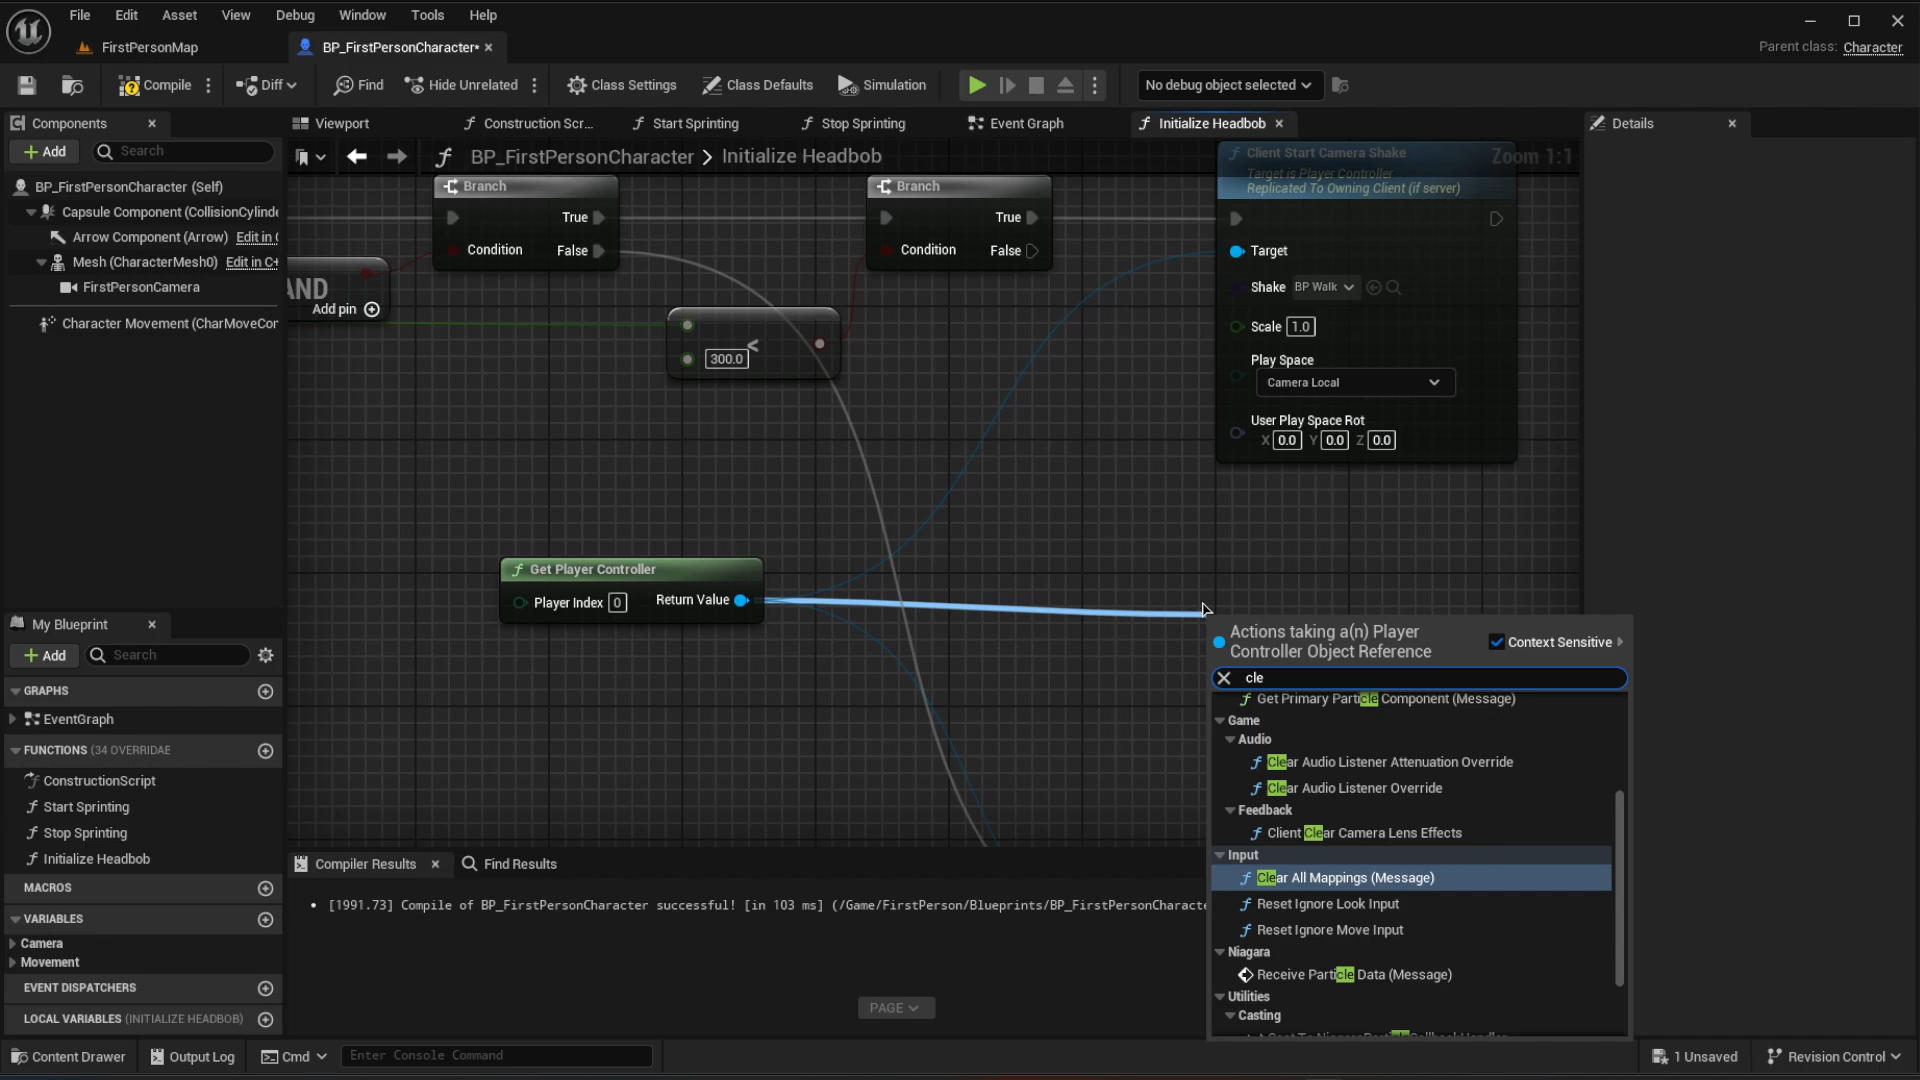 File Edit Asset View Debug Window Tools Help
FirstPersonMap
BP_FirstPersonCharacter*
Parent class: Character
Compile
Diff
Find
Hide Unrelated
Class Settings
Class Defaults
Simulation
No debug object selected
Components
Add
Search
BP_FirstPersonCharacter (Self)
Capsule Component (CollisionCylinde
Arrow Component (Arrow) Edit in
Mesh (CharacterMesh0) Edit in C+
FirstPersonCamera
Character Movement (CharMoveCor
Viewport
Construction Scr...
Start Sprinting
Stop Sprinting
Event Graph
Initialize Headbob
BP_FirstPersonCharacter > Initialize Headbob
Zoom 1:1
Branch
True
Condition
False
AND
Add pin
Branch
True
Condition
False
<
300.0
Client Start Camera Shake
Target is Player Controller
Replicated To Owning Client (if server)
Target
Shake BP Walk
Scale 1.0
Play Space
Camera Local
User Play Space Rot
X 0.0 Y 0.0 Z 0.0
Get Player Controller
Player Index 0
Return Value
Actions taking a(n) Player
Controller Object Reference
Context Sensitive
cle
Get Primary Particle Component (Message)
Game
Audio
Clear Audio Listener Attenuation Override
Clear Audio Listener Override
Feedback
Client Clear Camera Lens Effects
Input
Clear All Mappings (Message)
Reset Ignore Look Input
Reset Ignore Move Input
Niagara
Receive Particle Data (Message)
Utilities
Casting
Details
My Blueprint
Add
Search
GRAPHS
EventGraph
FUNCTIONS (34 OVERRIDAE
ConstructionScript
Start Sprinting
Stop Sprinting
Initialize Headbob
MACROS
VARIABLES
Camera
Movement
EVENT DISPATCHERS
LOCAL VARIABLES (INITIALIZE HEADBOB)
Compiler Results
Find Results
[1991.73] Compile of BP_FirstPersonCharacter successful! [in 103 ms] (/Game/FirstPerson/Blueprints/BP_FirstPersonCharacte
PAGE
Content Drawer
Output Log
Cmd
Enter Console Command
1 Unsaved
Revision Control